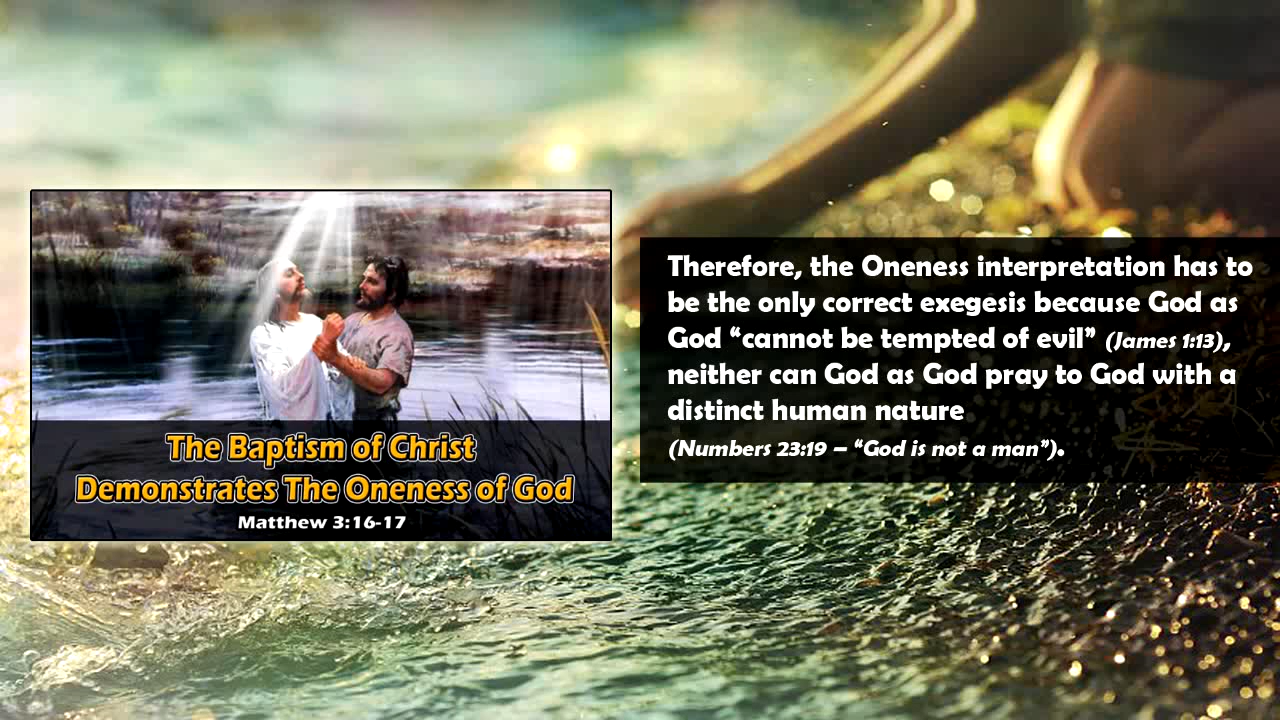 The Baptism of Christ
Demonstrates The Oneness of God
Matthew 3:16-17
Therefore, the Oneness interpretation has to
be the only correct exegesis because God as
God “cannot be tempted of evil” (James 1:13),
neither can God as God pray to God with a
distinct human nature
(Numbers 23:19 – “God is not a man”).